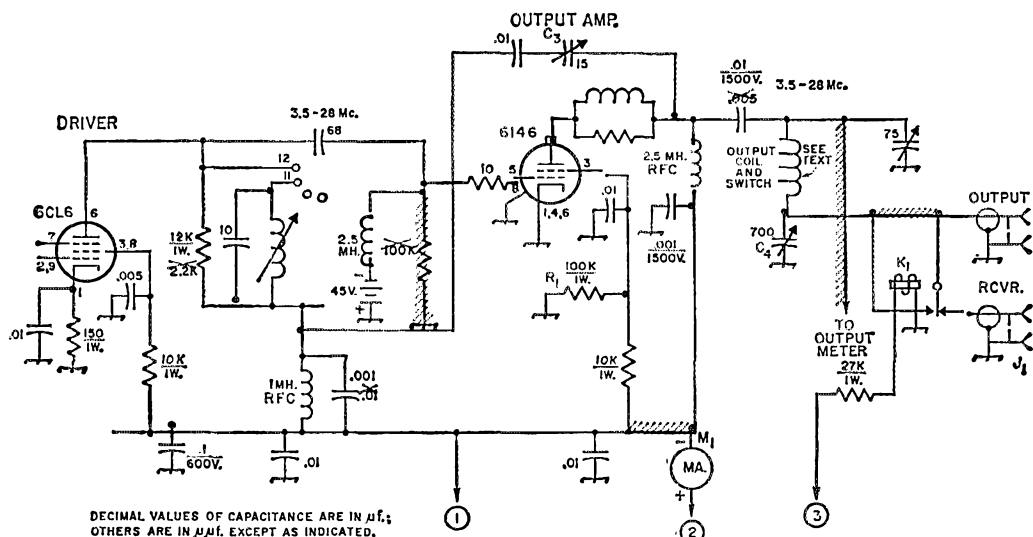 OUTPUT AMP.
.01
C3
15
3.5-28 Mc.
68
DRIVER
12
11
6CL6
6
7
2,9
3,8
1
.005
.01
150
1W.
10K
1W.
12K
1W.
2.2K
10
2.5
MH.
45V.
100K
1MH.
RFC
.001
.01
.1
600V.
.01
6146
10
5
8
3
1,4,6
.01
R1
100K
1W.
10K
1W.
2.5 MH.
RFC
.001
1500V.
.01
1500V.
.005
3.5-28 Mc.
OUTPUT
COIL
AND
SWITCH
SEE
TEXT
75
700
C4
TO
OUTPUT
METER
K1
27K
1W.
OUTPUT
RCVR.
J1
.01
M1
-
MA.
+
1
2
3
DECIMAL VALUES OF CAPACITANCE ARE IN μf.;
OTHERS ARE IN μμf. EXCEPT AS INDICATED.